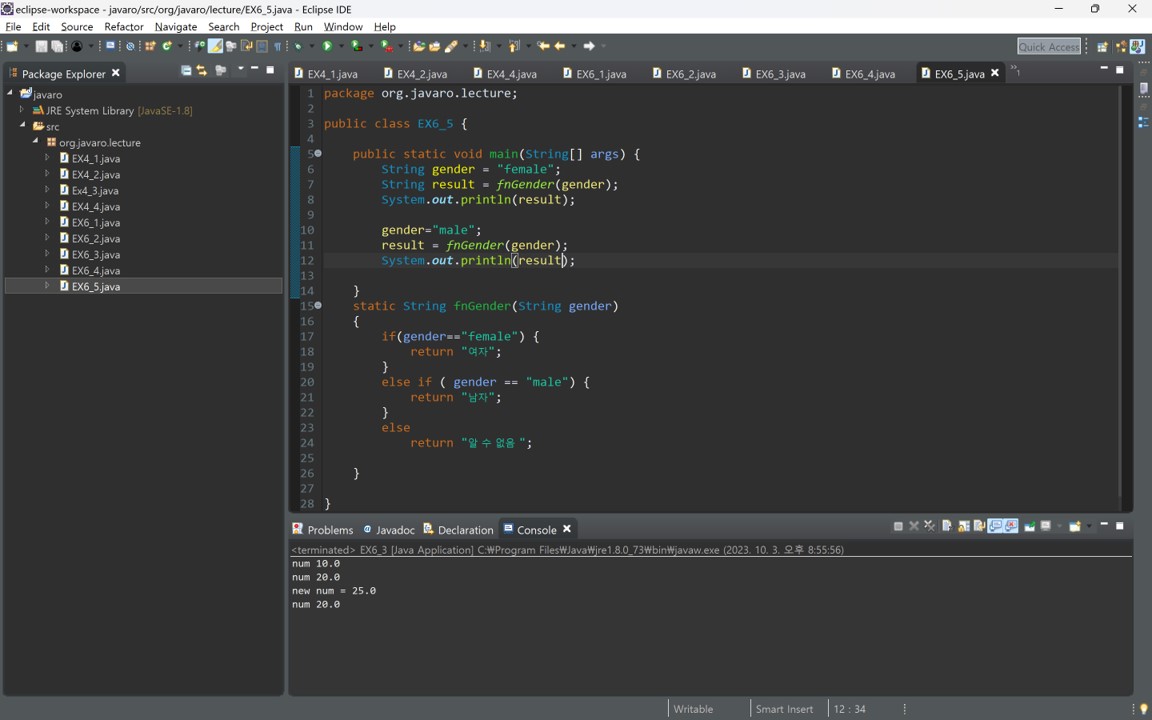 eclipse-workspace - javaro/src/org/javaro/lecture/EX6_5.java - Eclipse IDE
File Edit Source Refactor Navigate Search Project Run Window Help
Quick Access
Package Explorer
EX4_1.java EX4_2.java EX4_4.java EX6_1.java EX6_2.java EX6_3.java EX6_4.java EX6_5.java »1
javaro
JRE System Library [JavaSE-1.8]
src
org.javaro.lecture
EX4_1.java
EX4_2.java
Ex4_3.java
EX4_4.java
EX6_1.java
EX6_2.java
EX6_3.java
EX6_4.java
EX6_5.java
1 package org.javaro.lecture;
2
3 public class EX6_5 {
4
5 public static void main(String[] args) {
6 String gender = "female";
7 String result = fnGender(gender);
8 System.out.println(result);
9
10 gender="male";
11 result = fnGender(gender);
12 System.out.println(result);
13
14 }
15 static String fnGender(String gender)
16 {
17 if(gender=="female") {
18 return "여자";
19 }
20 else if ( gender == "male") {
21 return "남자";
22 }
23 else
24 return "알 수 없음 ";
25
26 }
27
28 }
Problems Javadoc Declaration Console
<terminated> EX6_3 [Java Application] C:₩Program Files₩Java₩jre1.8.0_73₩bin₩javaw.exe (2023. 10. 3. 오후 8:55:56)
num 10.0
num 20.0
new num = 25.0
num 20.0
Writable Smart Insert 12 : 34